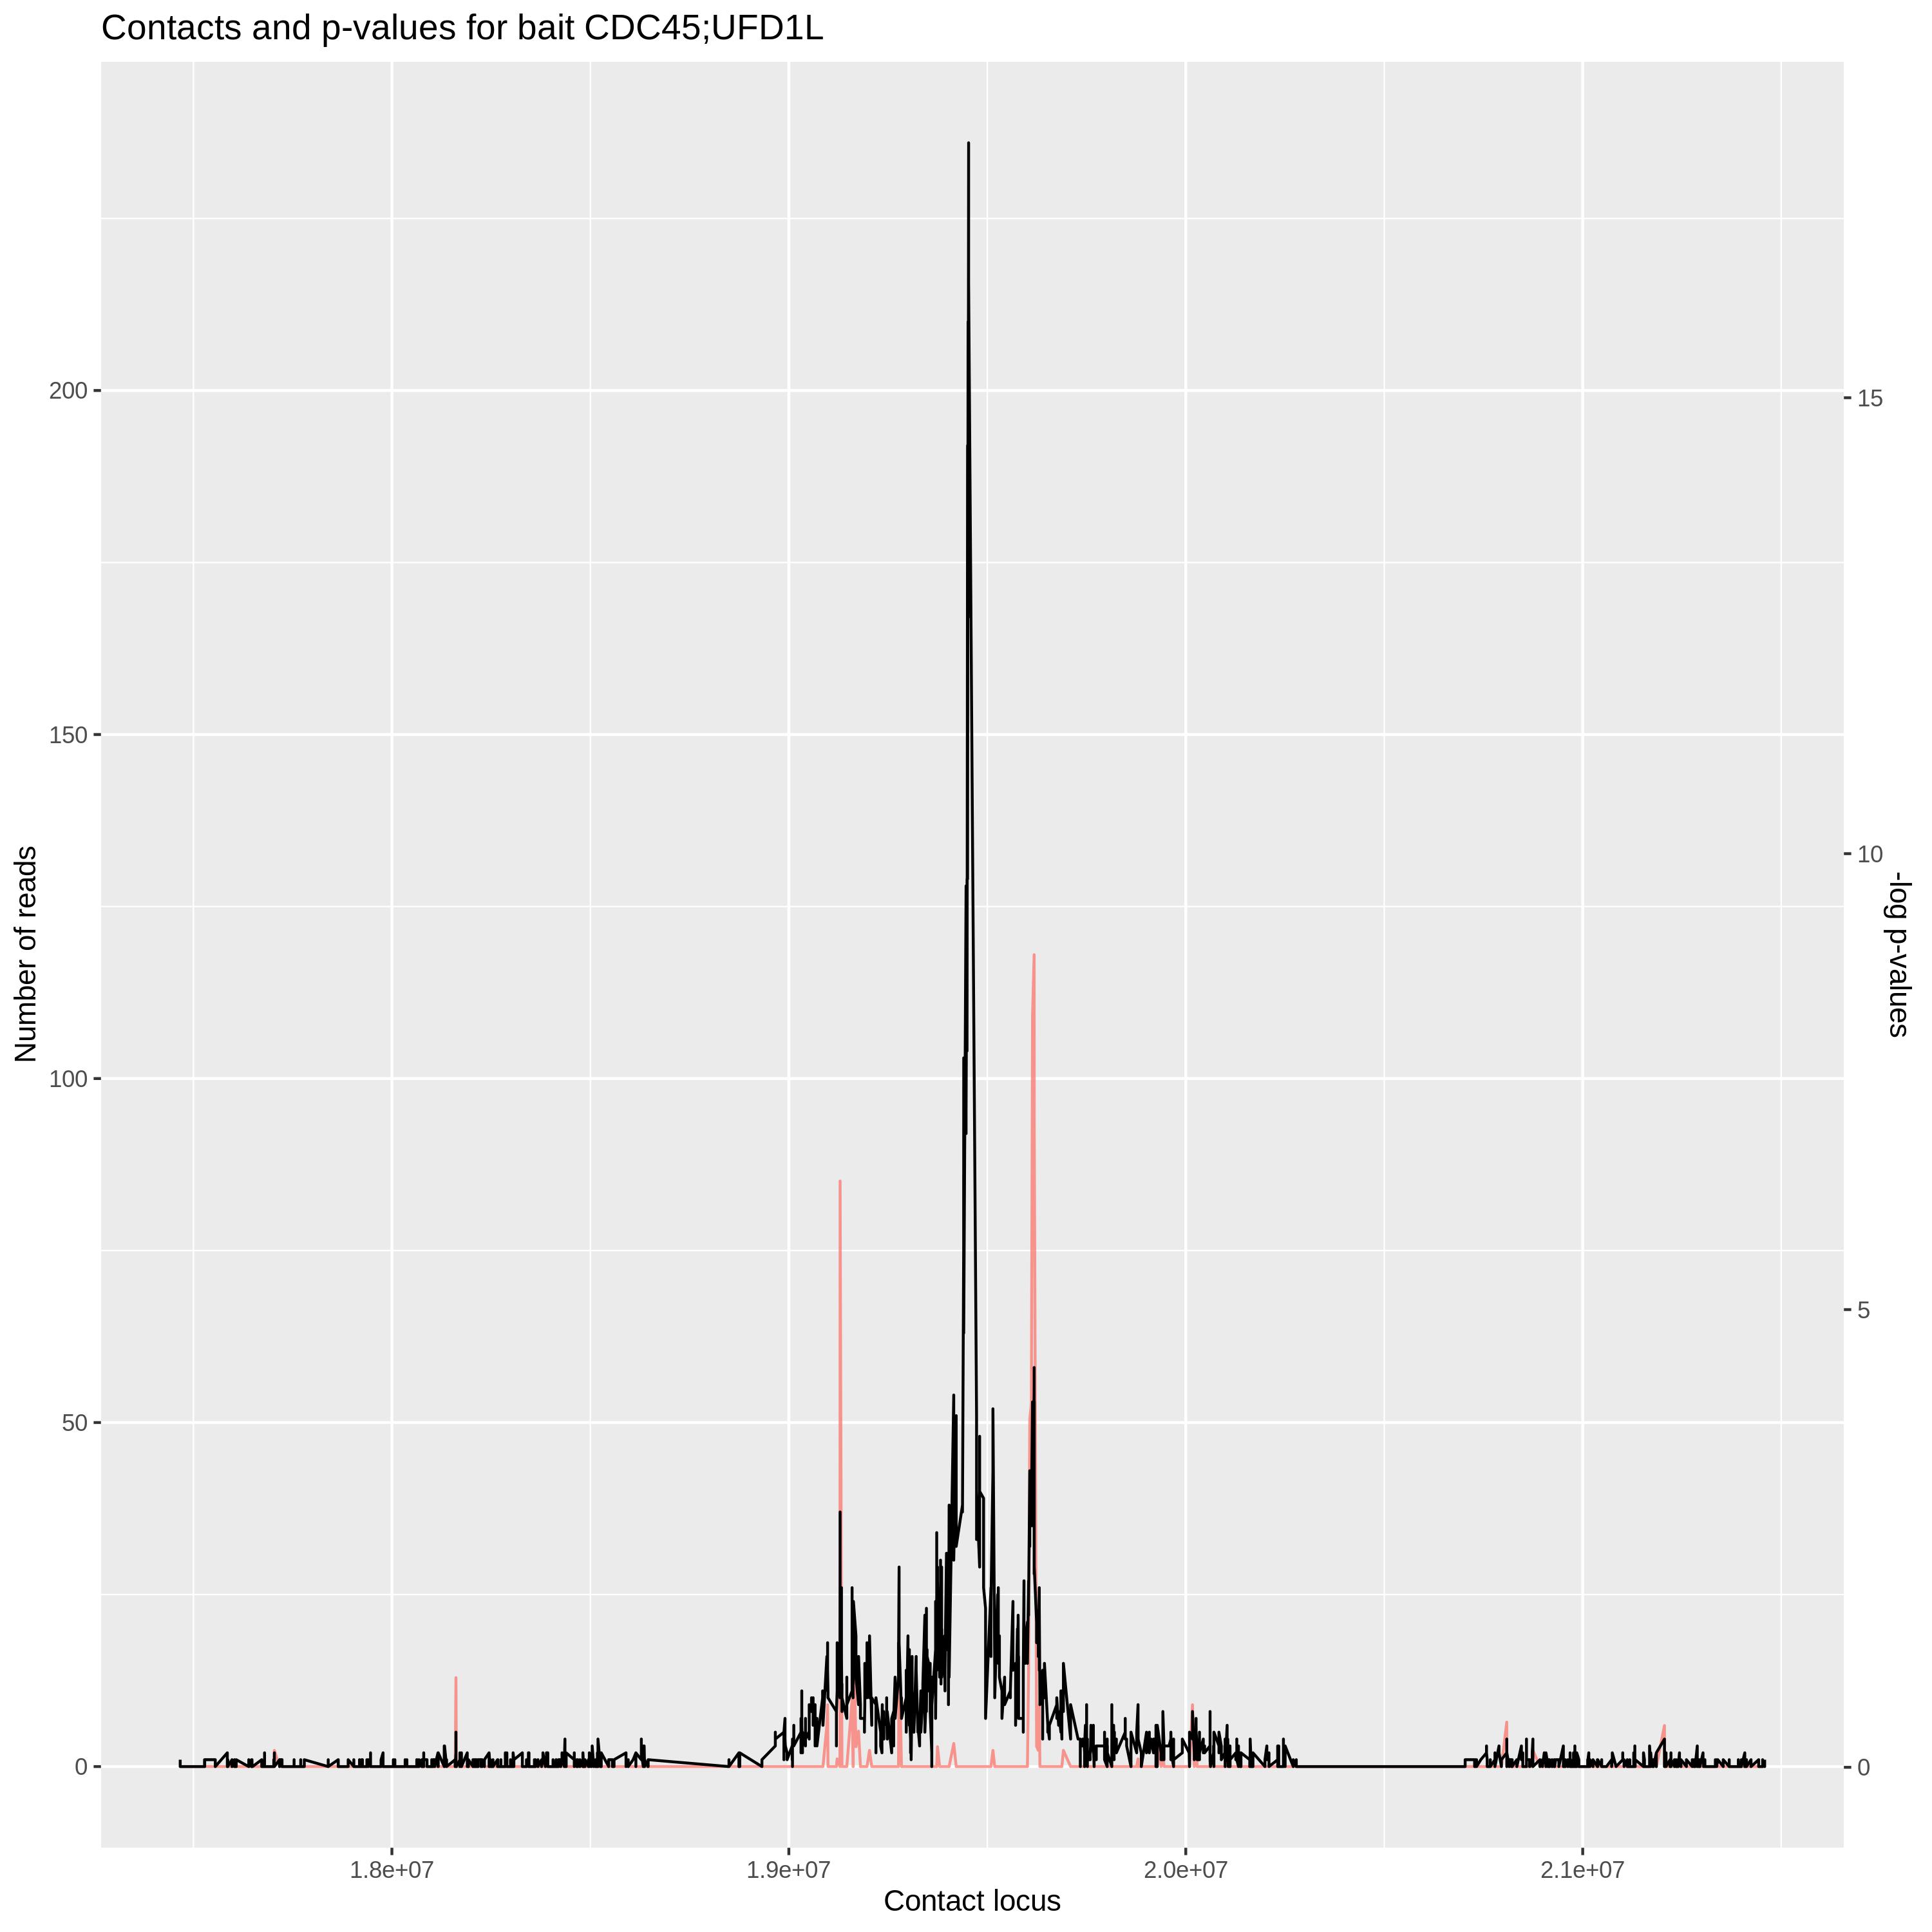 Contacts and p-values for bait CDC45;UFD1L
200
150
100
50
0
Number of reads
15
10
5
0
-log p-values
1.8e+07
1.9e+07
2.0e+07
2.1e+07
Contact locus